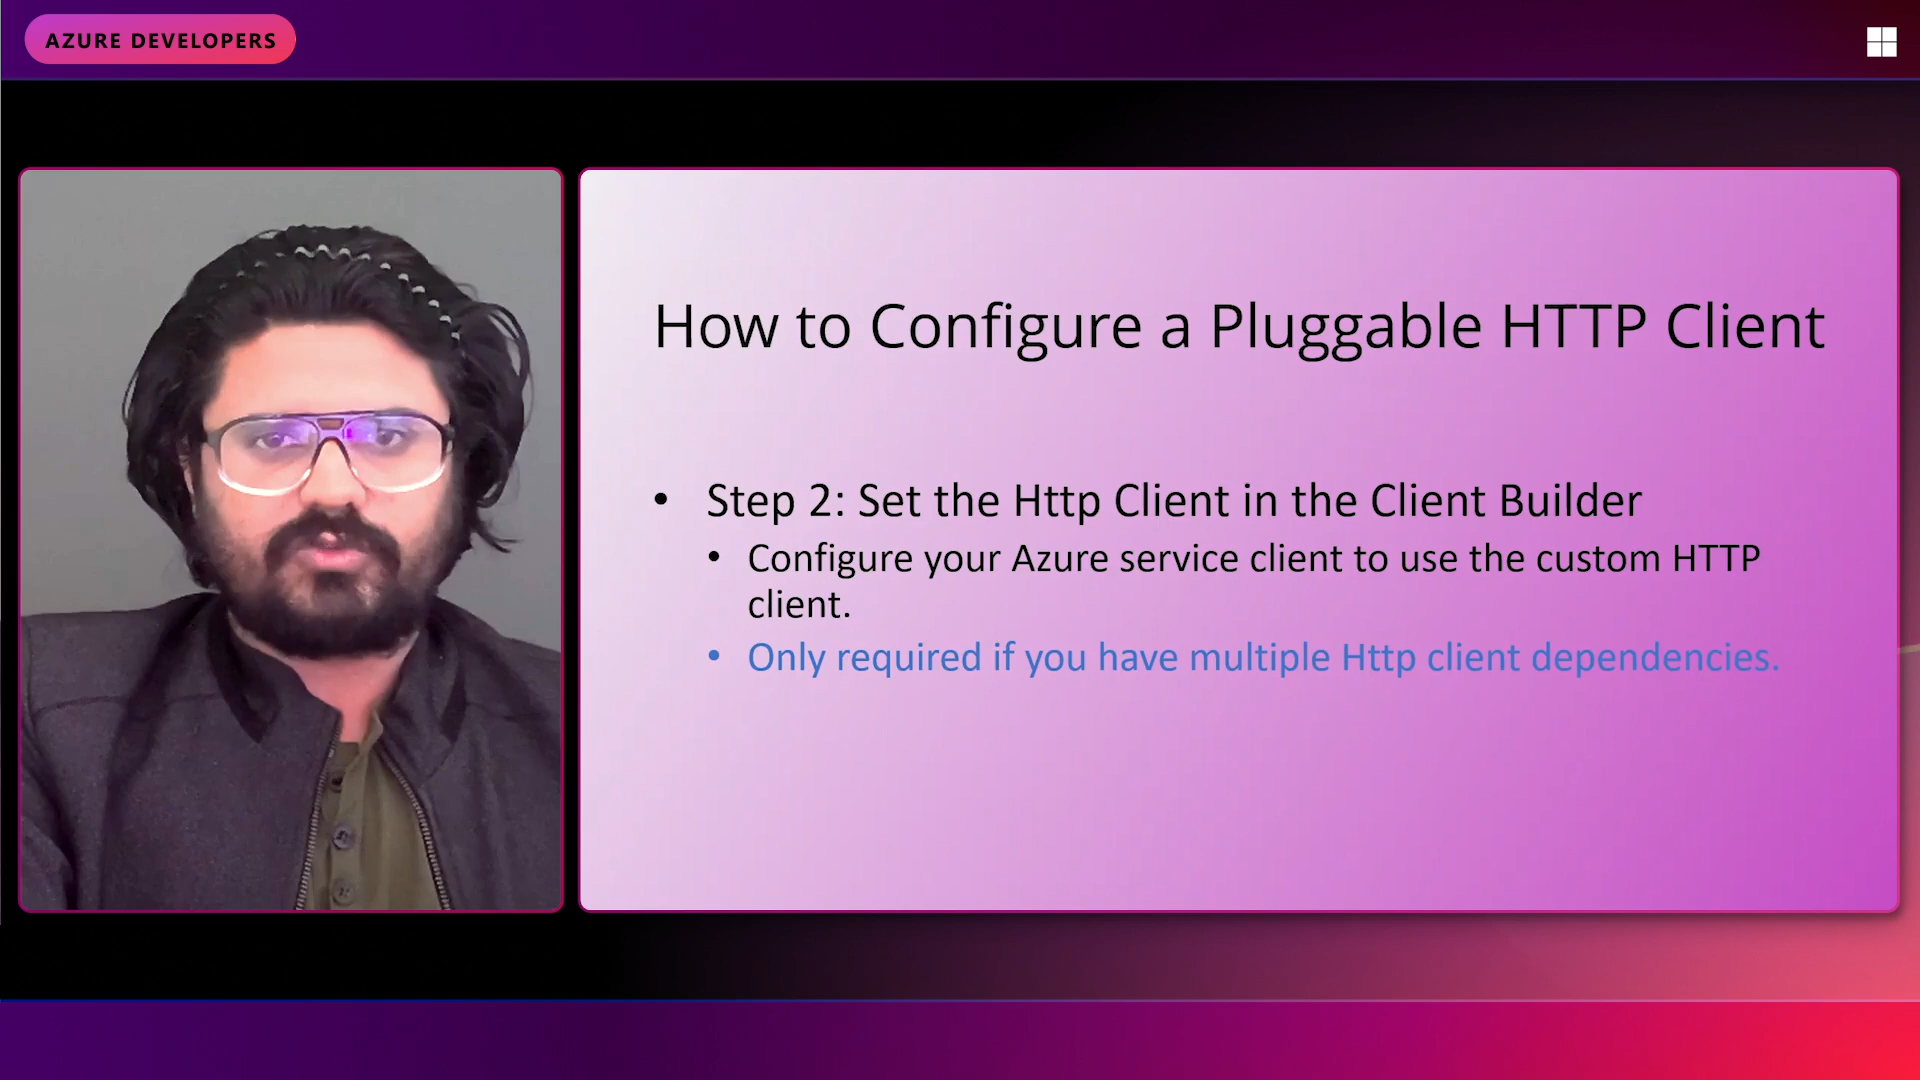 AZURE DEVELOPERS
How to Configure a Pluggable HTTP Client
• Step 2: Set the Http Client in the Client Builder
• Configure your Azure service client to use the custom HTTP
client.
• Only required if you have multiple Http client dependencies.